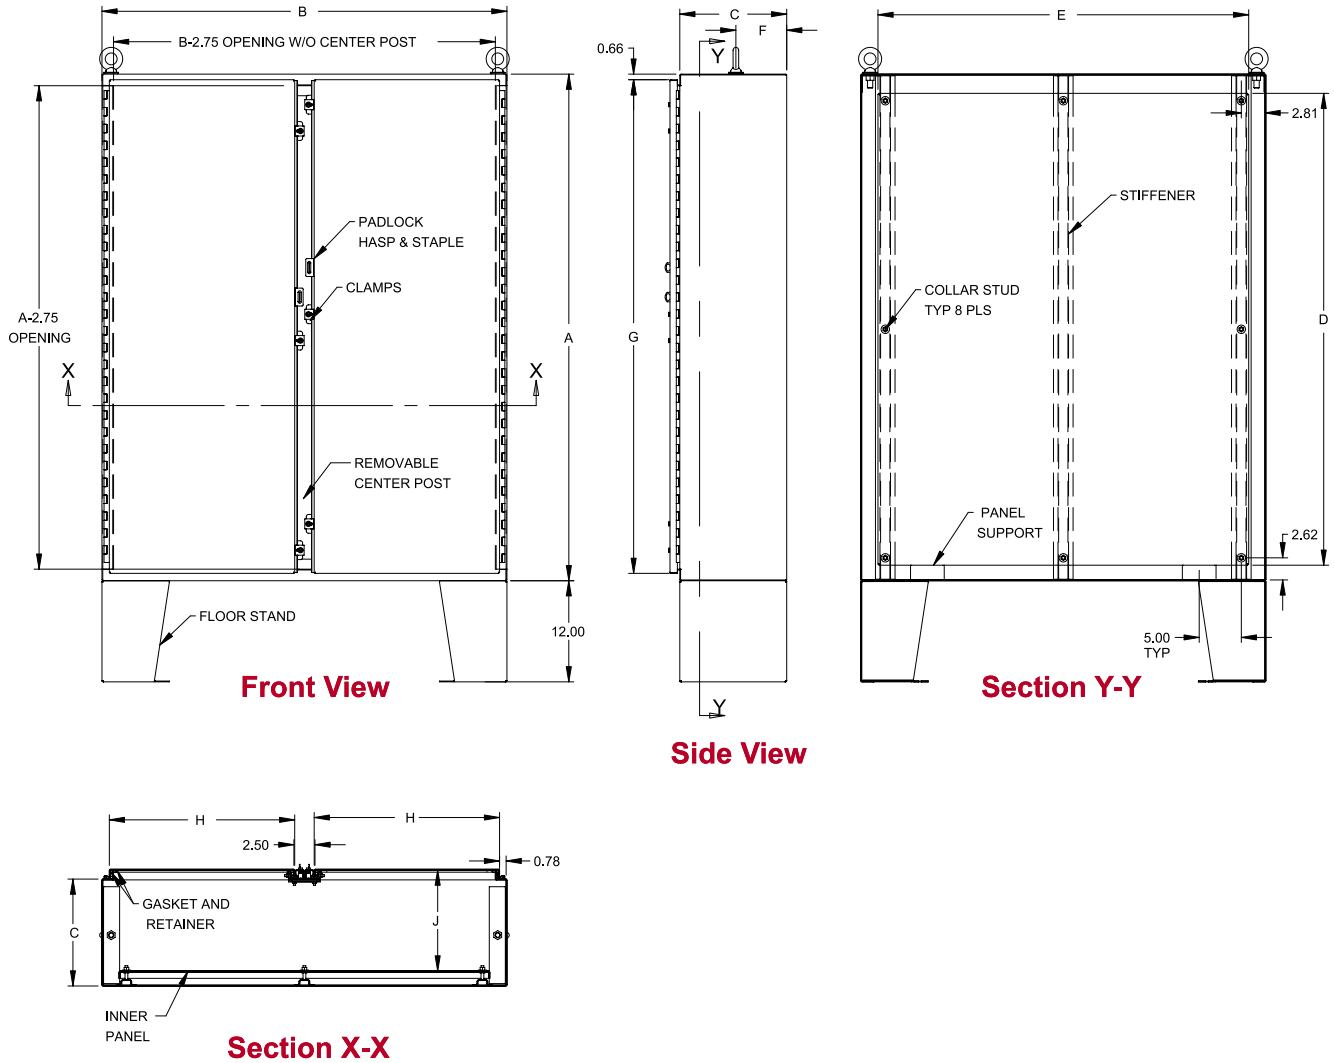 B
B-2.75 OPENING W/O CENTER POST
PADLOCK
HASP & STAPLE
CLAMPS
A-2.75
OPENING
A
X
X
REMOVABLE
CENTER POST
FLOOR STAND
12.00
Front View
C
F
0.66
Y
G
Y
Side View
E
2.81
STIFFENER
COLLAR STUD
TYP 8 PLS
D
PANEL
SUPPORT
2.62
5.00
TYP
Section Y-Y
H
H
2.50
0.78
GASKET AND
RETAINER
C
J
INNER
PANEL
Section X-X